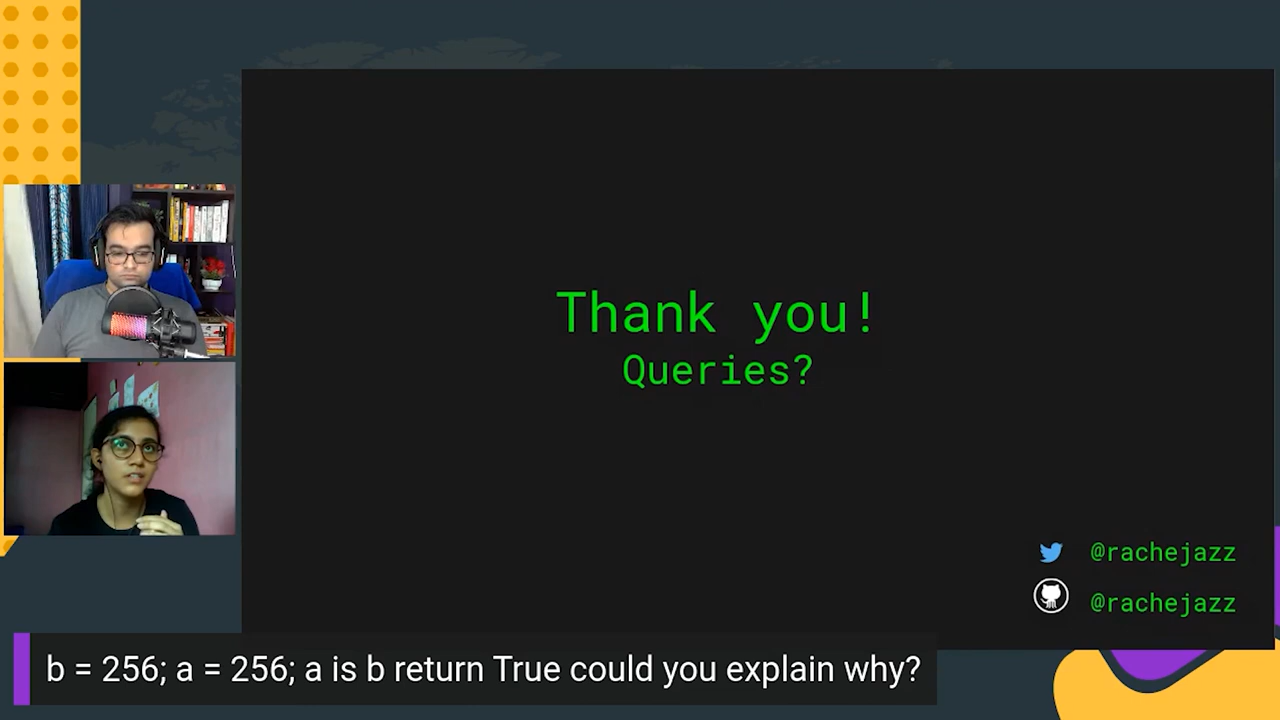 Thank you!
Queries?
@rachejazz
@rachejazz
b = 256; a = 256; a is b return True could you explain why?